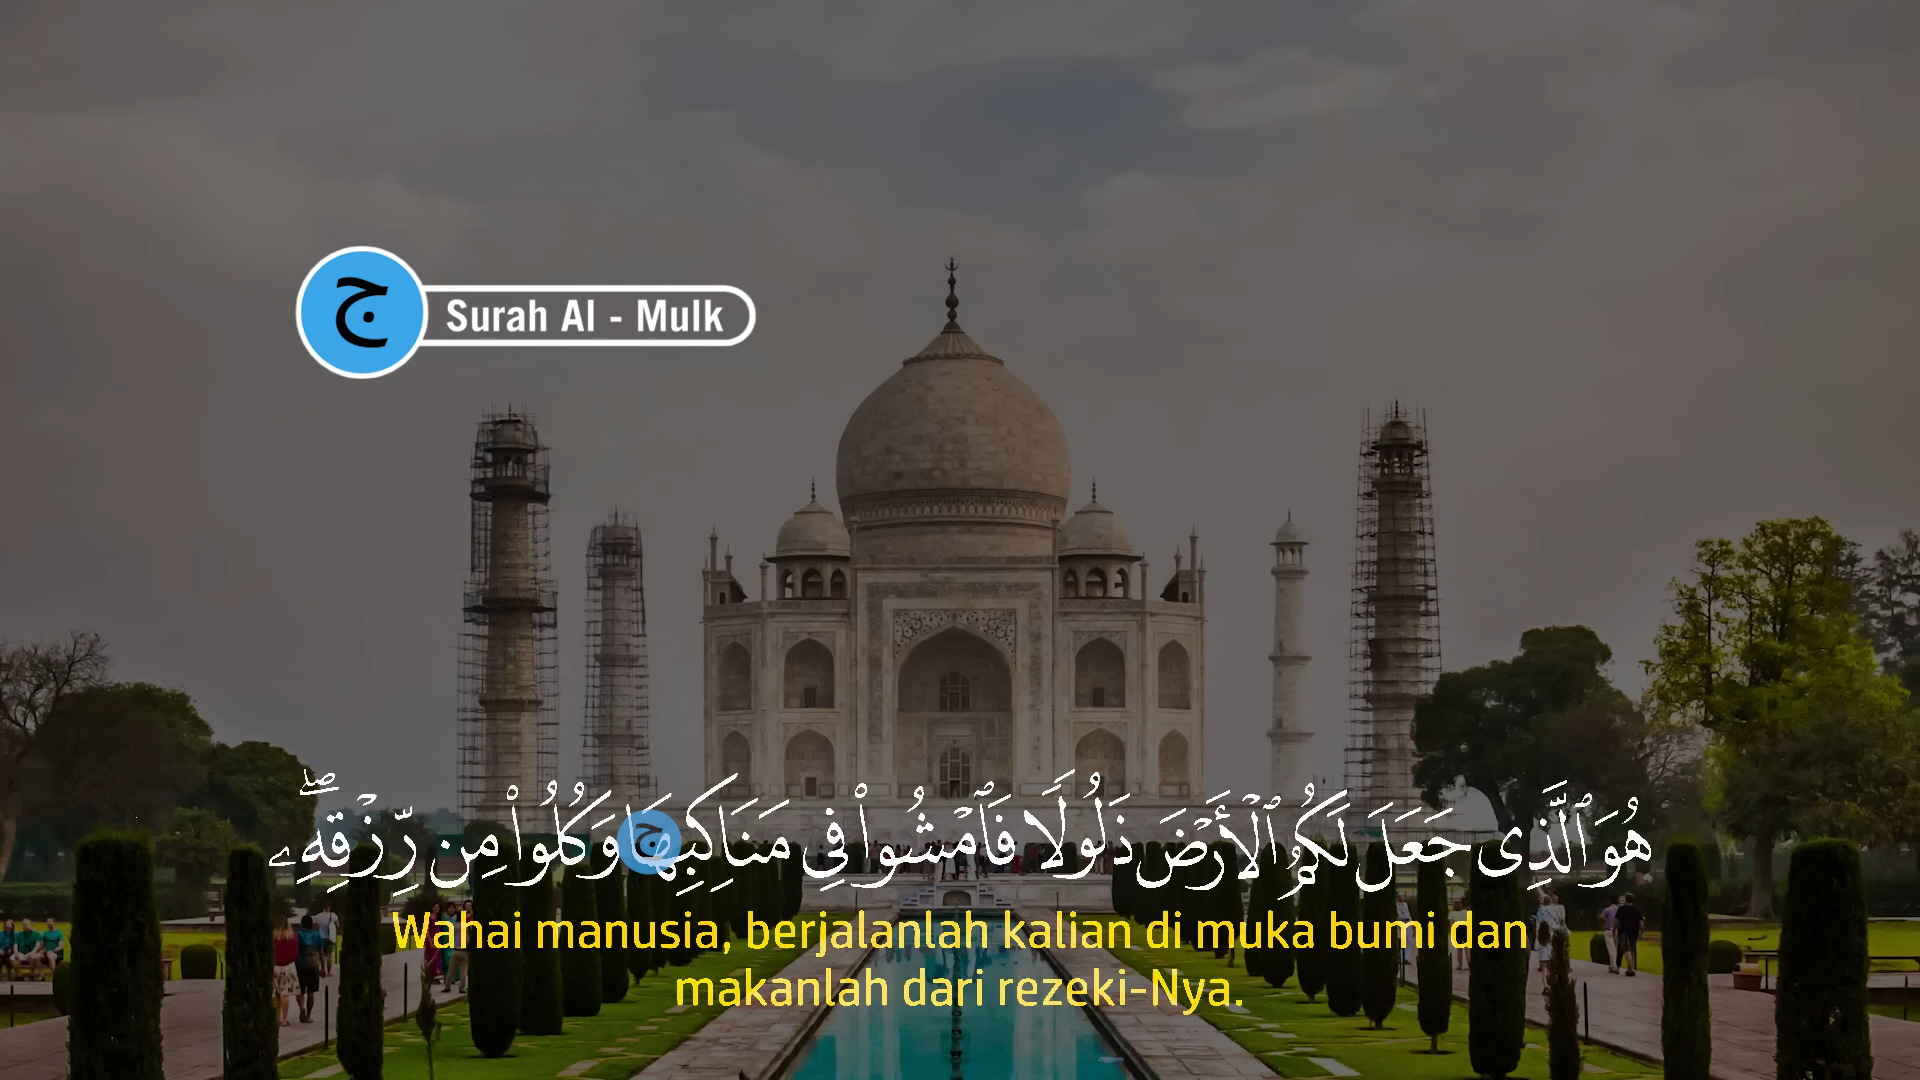 ج
Surah Al - Mulk
هُوَ ٱلَّذِى جَعَلَ لَكُمُ ٱلْأَرْضَ ذَلُولًا فَٱمْشُوا۟ فِى مَنَاكِبِهَا وَكُلُوا۟ مِن رِّزْقِهِۦ ۖ
ج
Wahai manusia, berjalanlah kalian di muka bumi dan
makanlah dari rezeki-Nya.